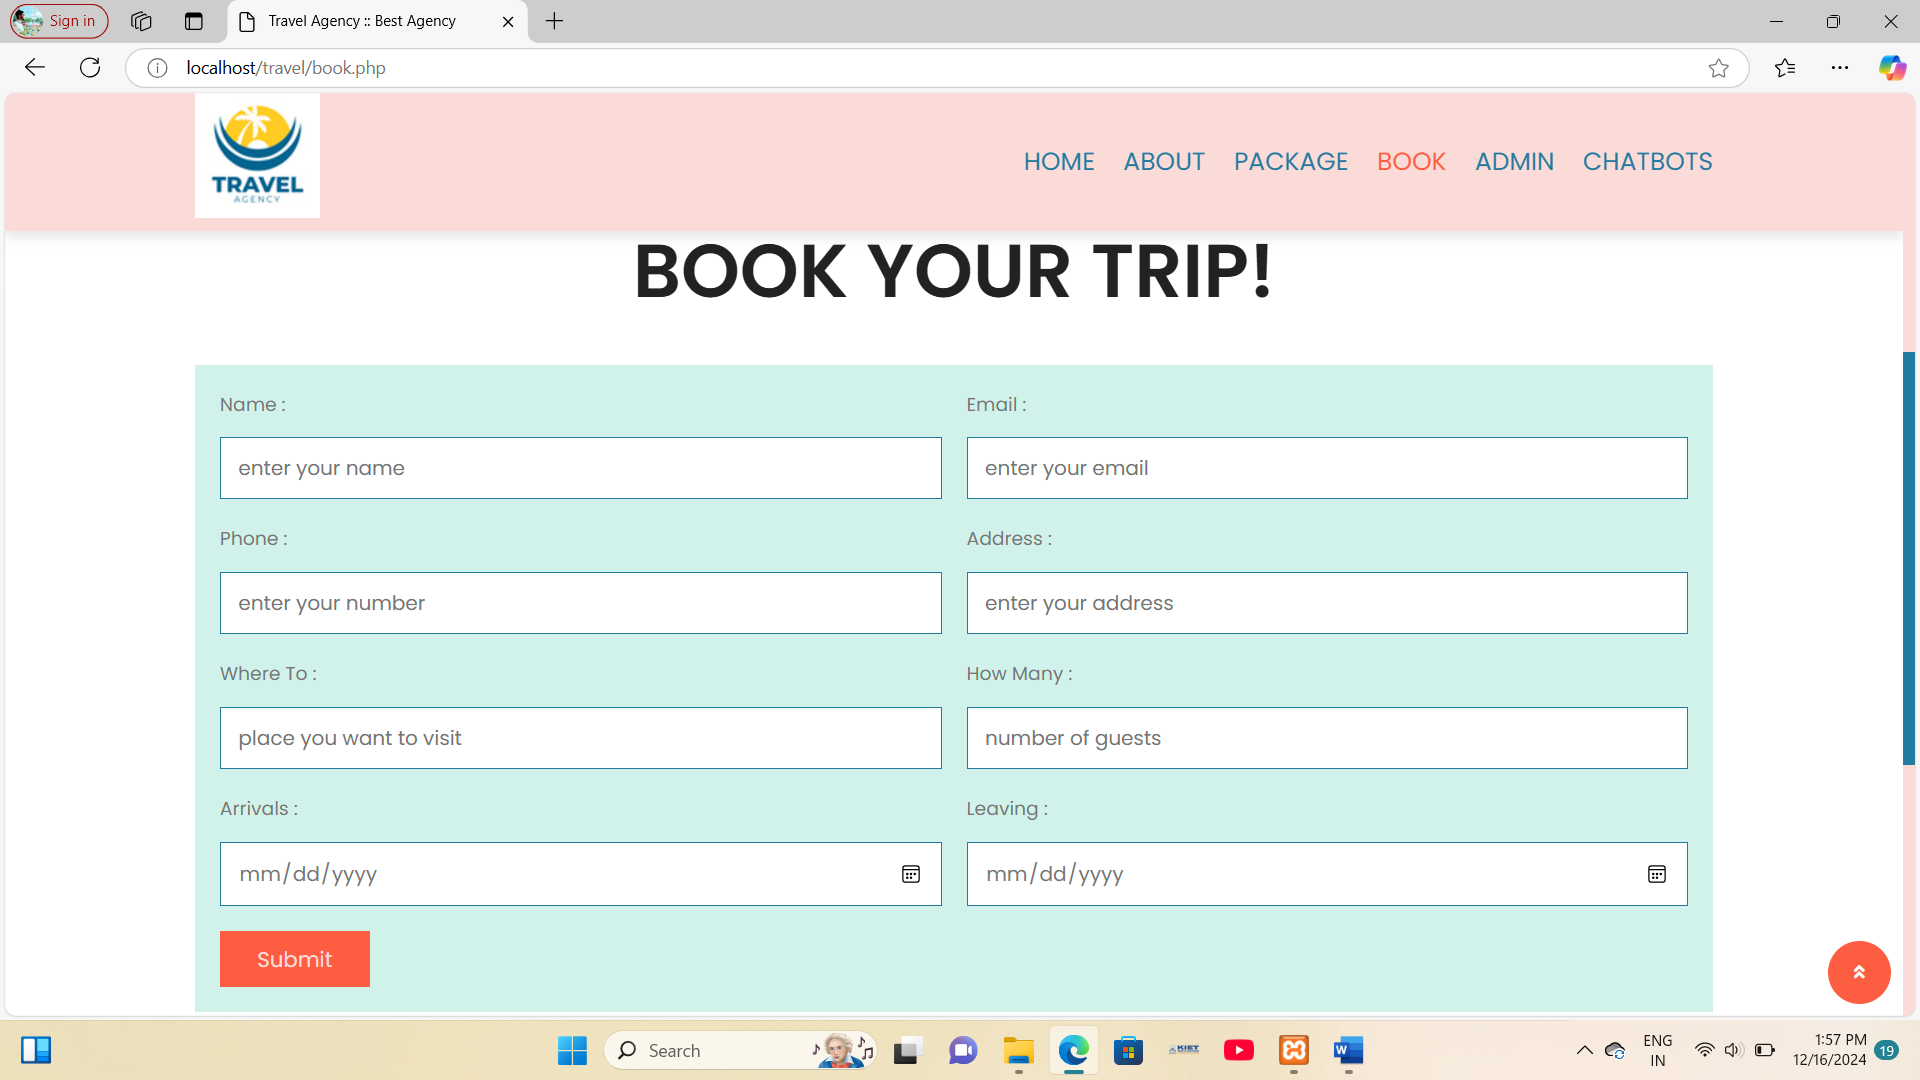 Sign in
Travel Agency :: Best Agency
localhost/travel/book.php
TRAVEL
AGENCY
HOME ABOUT PACKAGE BOOK ADMIN CHATBOTS
BOOK YOUR TRIP!
Name : Email :
enter your name enter your email
Phone : Address :
enter your number enter your address
Where To : How Many :
place you want to visit number of guests
Arrivals : Leaving :
mm/dd/yyyy mm/dd/yyyy
Submit
Search
KIET
W
ENG
IN
1:57 PM
12/16/2024
19